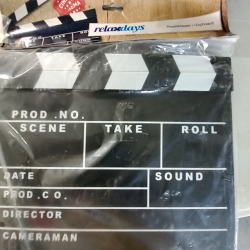 relaxdays
PROD.NO.
SCENE TAKE ROLL
DATE SOUND
PROD.CO.
DIRECTOR
CAMERAMAN